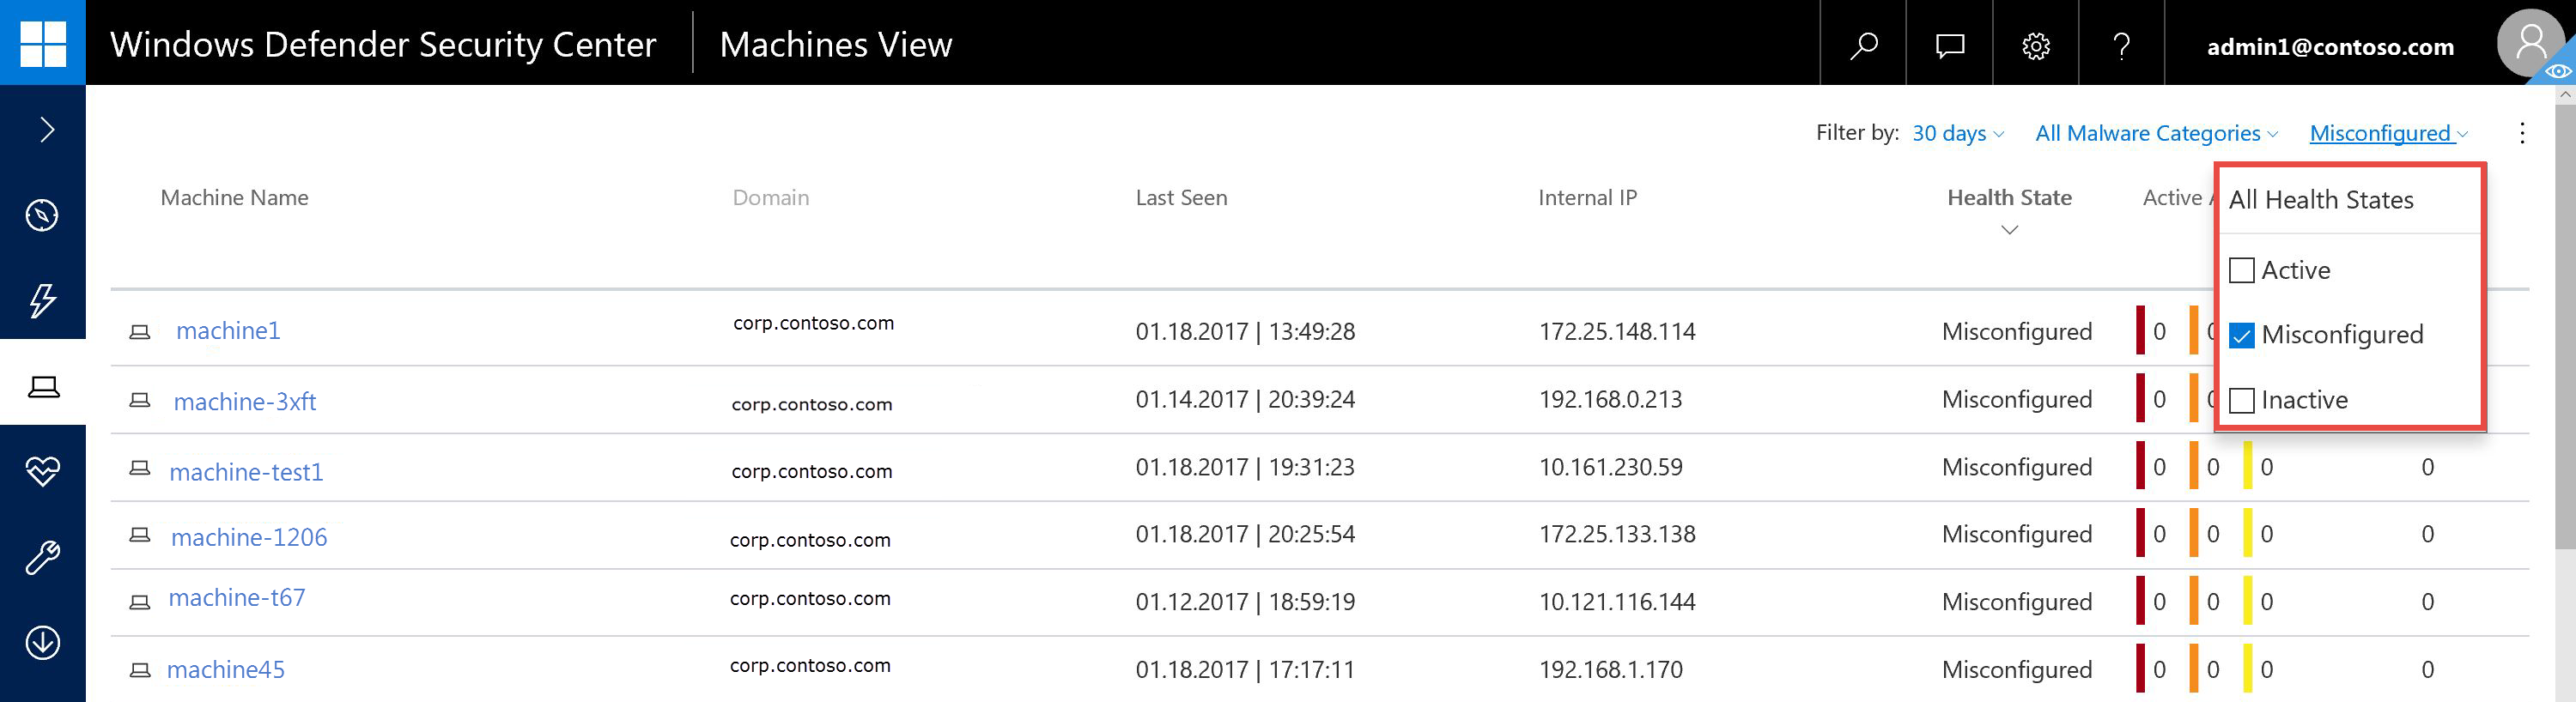 Windows Defender Security Center Machines View admin1@contoso.com
Filter by: 30 days All Malware Categories Misconfigured
Machine Name Domain Last Seen Internal IP Health State Active
All Health States
Active
Misconfigured
Inactive
machine1 corp.contoso.com 01.18.2017 | 13:49:28 172.25.148.114 Misconfigured 0
machine-3xft corp.contoso.com 01.14.2017 | 20:39:24 192.168.0.213 Misconfigured 0
machine-test1 corp.contoso.com 01.18.2017 | 19:31:23 10.161.230.59 Misconfigured 0 0 0 0
machine-1206 corp.contoso.com 01.18.2017 | 20:25:54 172.25.133.138 Misconfigured 0 0 0 0
machine-t67 corp.contoso.com 01.12.2017 | 18:59:19 10.121.116.144 Misconfigured 0 0 0 0
machine45 corp.contoso.com 01.18.2017 | 17:17:11 192.168.1.170 Misconfigured 0 0 0 0